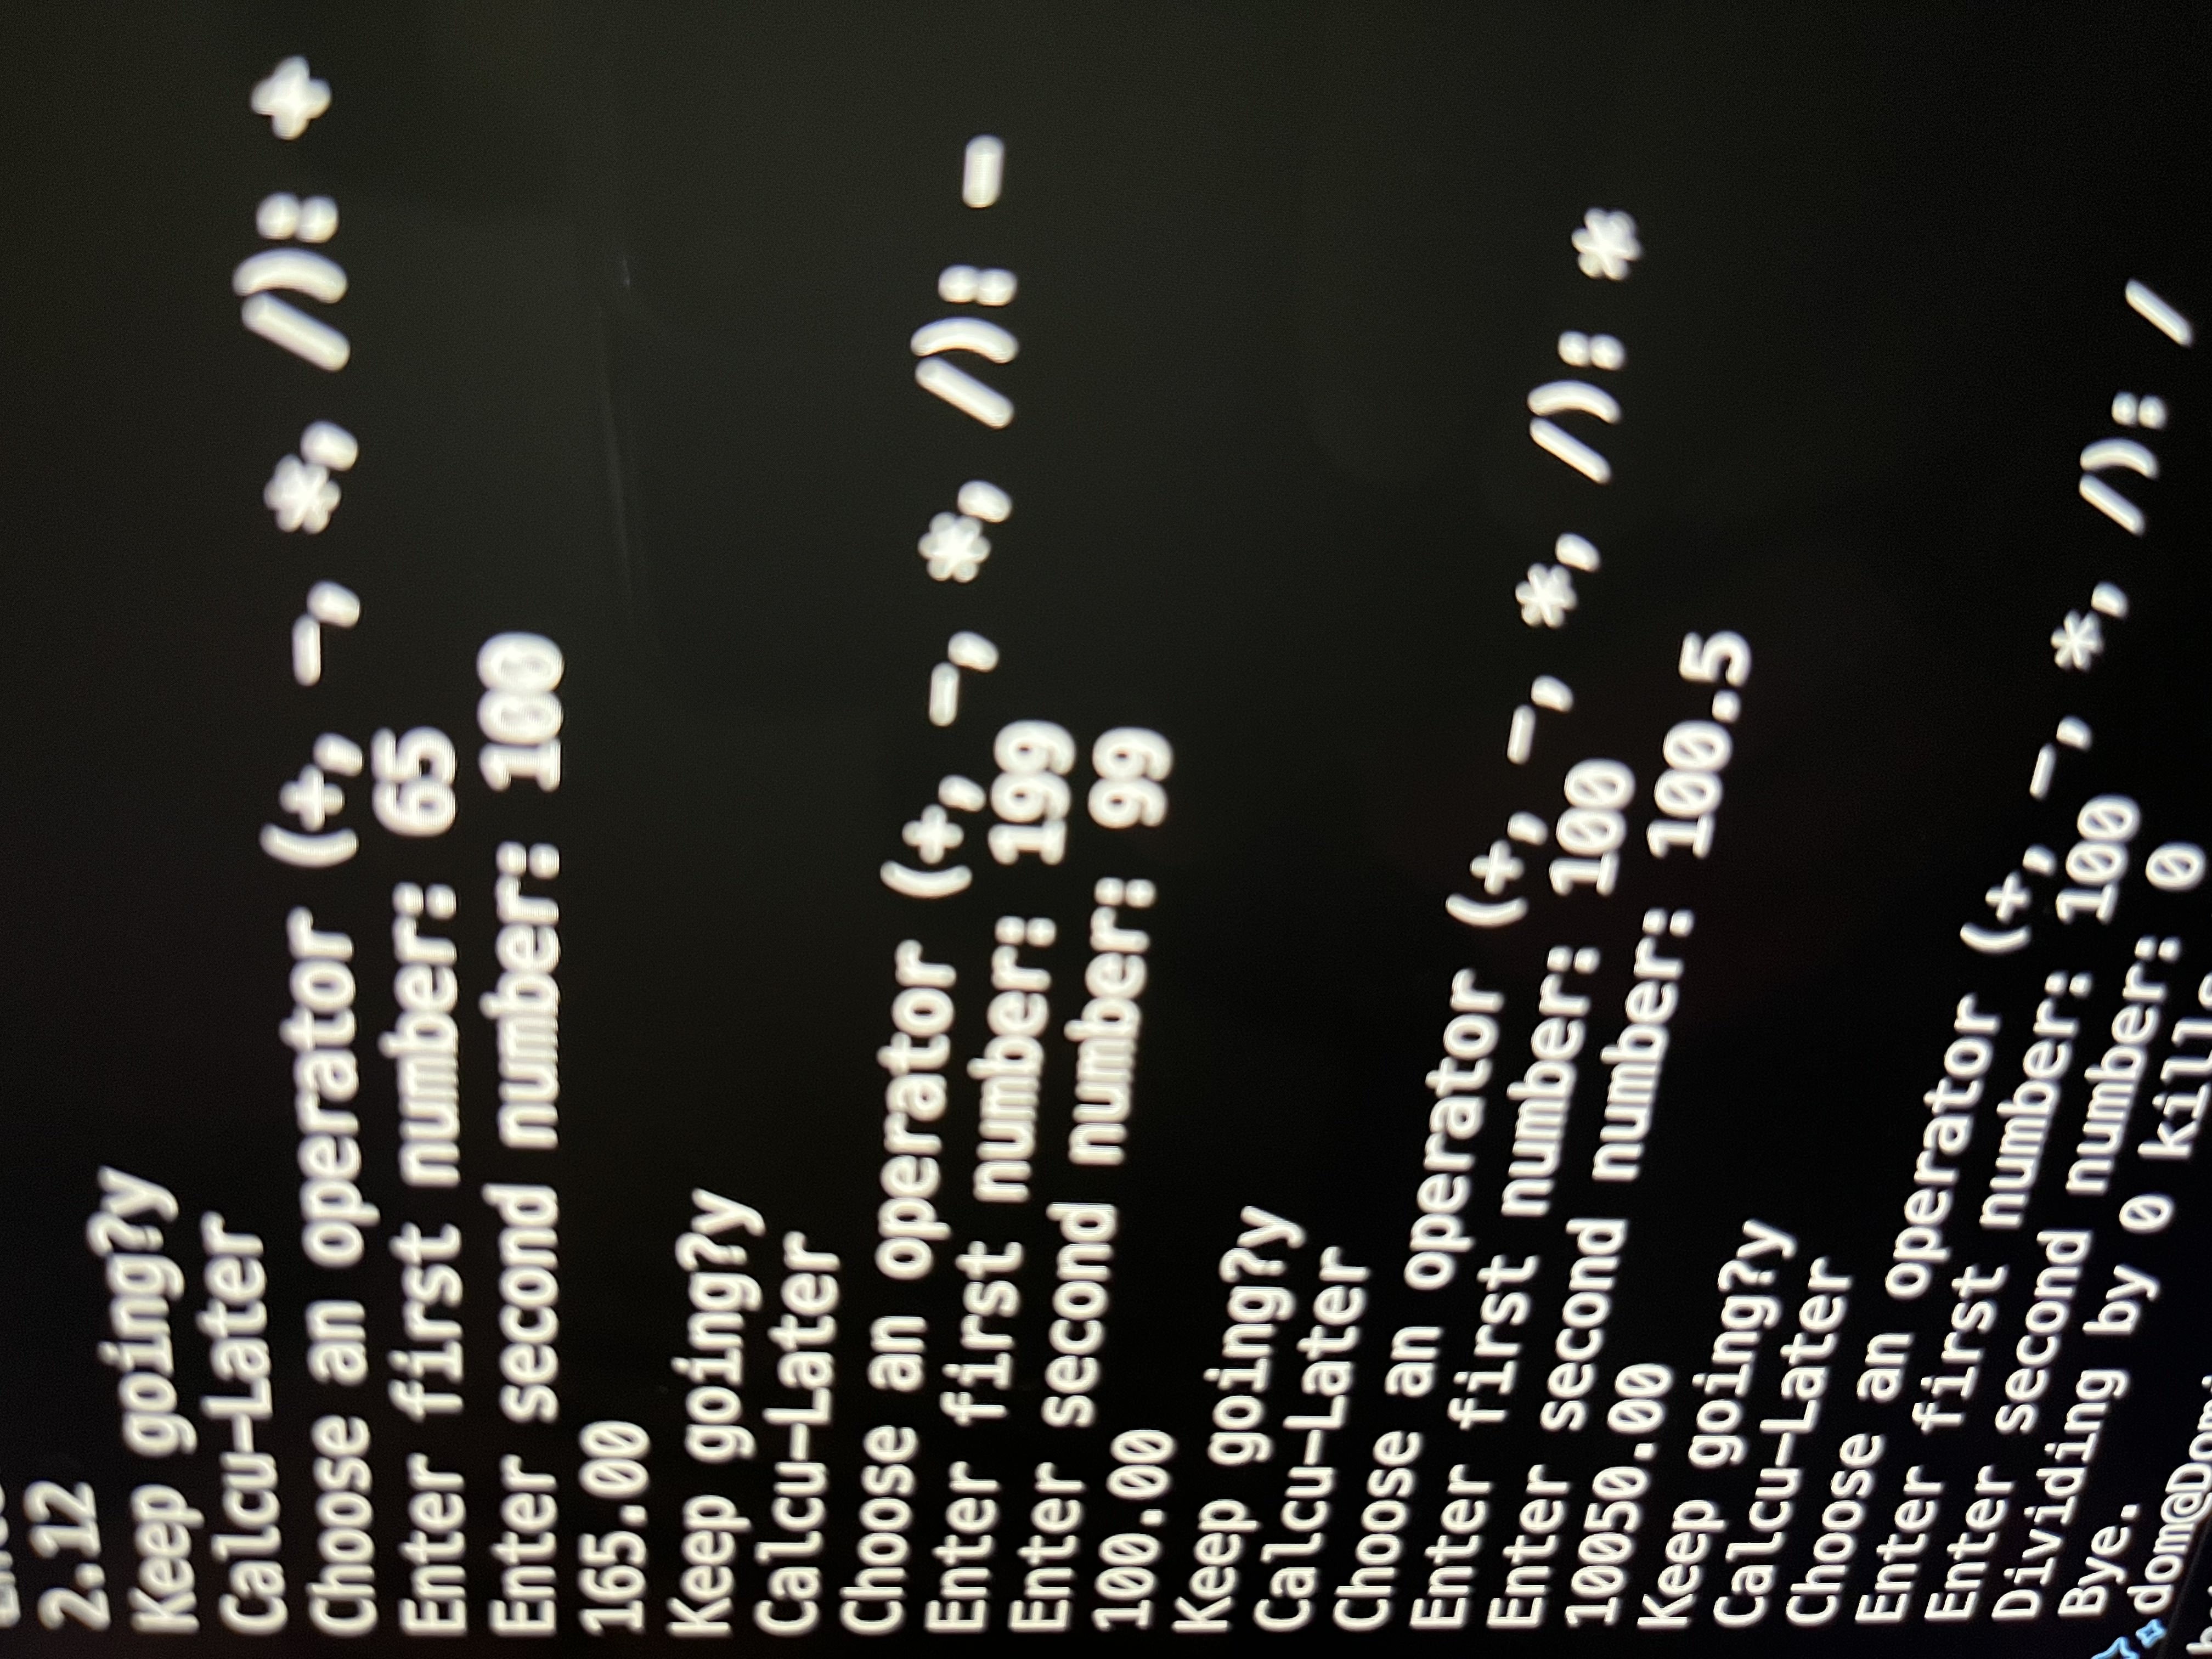 2.12
Keep going?y
Calcu-Later
Choose an operator (+, -, *, /): +
Enter first number: 65
Enter second number: 100
165.00
Keep going?y
Calcu-Later
Choose an operator (+, -, *, /): -
Enter first number: 199
Enter second number: 99
100.00
Keep going?y
Calcu-Later
Choose an operator (+, -, *, /): *
Enter first number: 100
Enter second number: 100.5
10050.00
Keep going?y
Calcu-Later
Choose an operator (+, -, *, /): /
Enter first number: 100
Enter second number: 0
Dividing by 0 kills
Bye.
dom@Dom